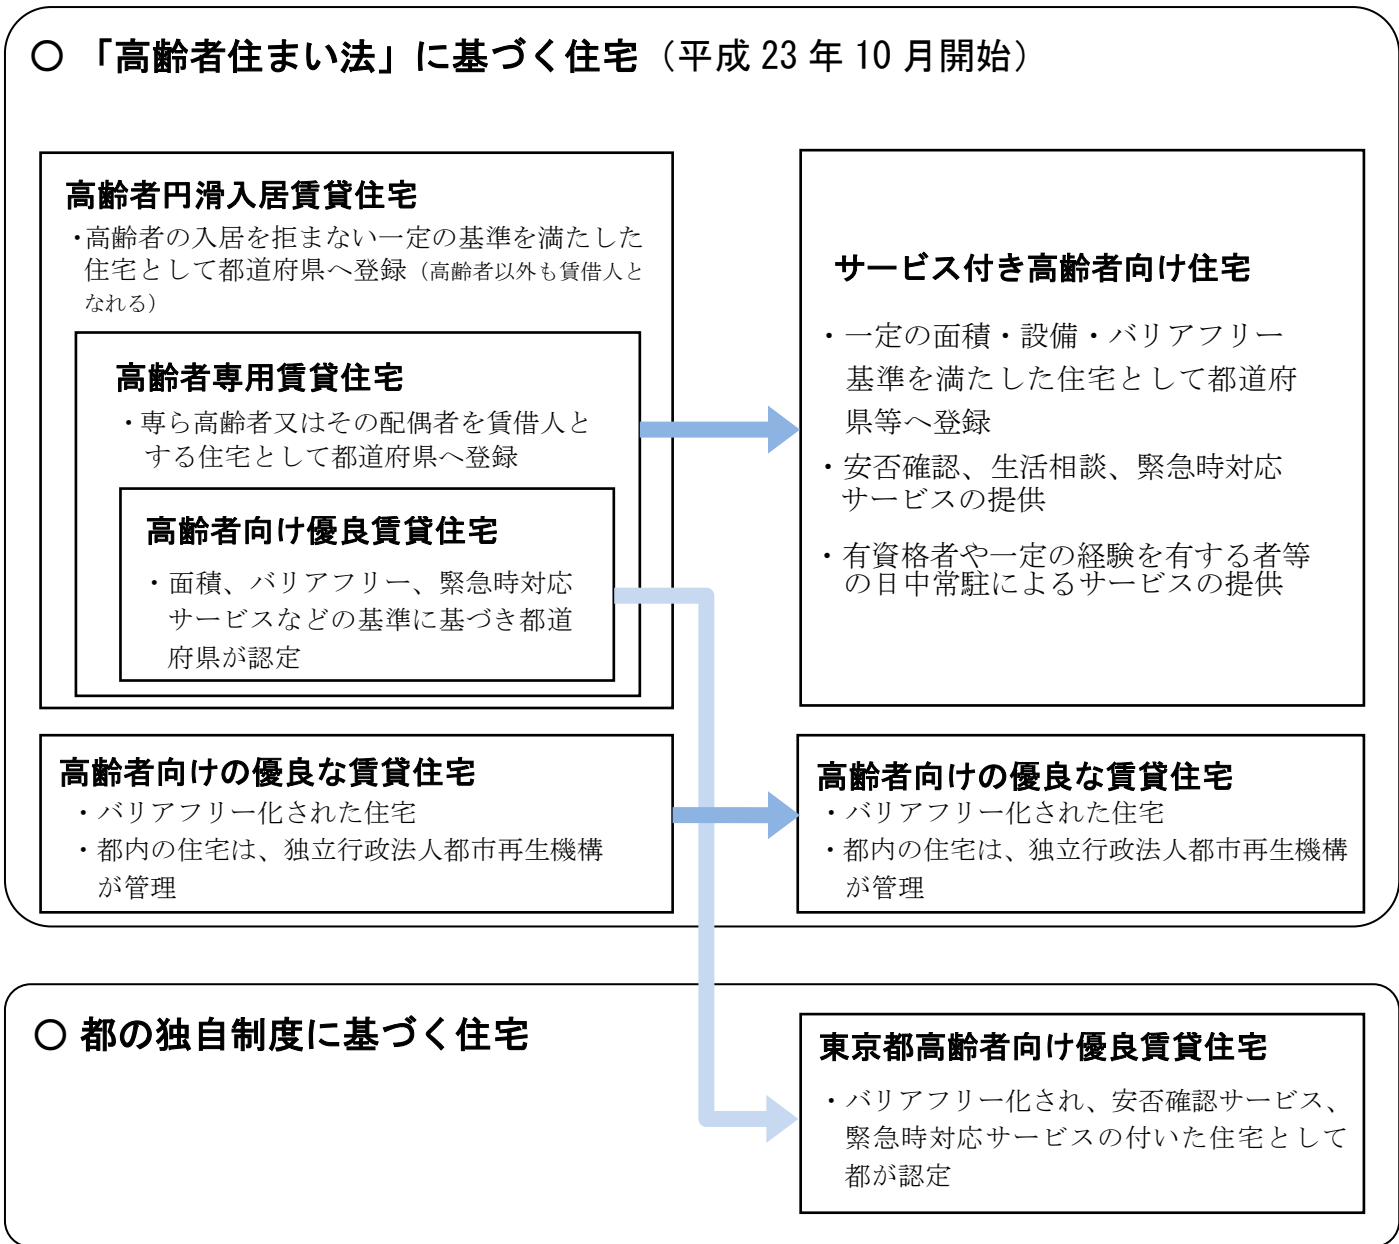 ○ 「高齢者住まい法」に基づく住宅（平成 23 年 10 月開始）
高齢者円滑入居賃貸住宅
・高齢者の入居を拒まない一定の基準を満たした
住宅として都道府県へ登録（高齢者以外も賃借人と
なれる）
高齢者専用賃貸住宅
・専ら高齢者又はその配偶者を賃借人と
する住宅として都道府県へ登録
高齢者向け優良賃貸住宅
・面積、バリアフリー、緊急時対応
サービスなどの基準に基づき都道
府県が認定
サービス付き高齢者向け住宅
・一定の面積・設備・バリアフリー
基準を満たした住宅として都道府
県等へ登録
・安否確認、生活相談、緊急時対応
サービスの提供
・有資格者や一定の経験を有する者等
の日中常駐によるサービスの提供
高齢者向けの優良な賃貸住宅
・バリアフリー化された住宅
・都内の住宅は、独立行政法人都市再生機構
が管理
高齢者向けの優良な賃貸住宅
・バリアフリー化された住宅
・都内の住宅は、独立行政法人都市再生機構
が管理
○ 都の独自制度に基づく住宅
東京都高齢者向け優良賃貸住宅
・バリアフリー化され、安否確認サービス、
緊急時対応サービスの付いた住宅として
都が認定